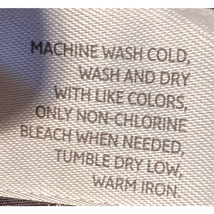 MACHINE WASH COLD,
WASH AND DRY
WITH LIKE COLORS,
ONLY NON-CHLORINE
BLEACH WHEN NEEDED,
TUMBLE DRY LOW,
WARM IRON.